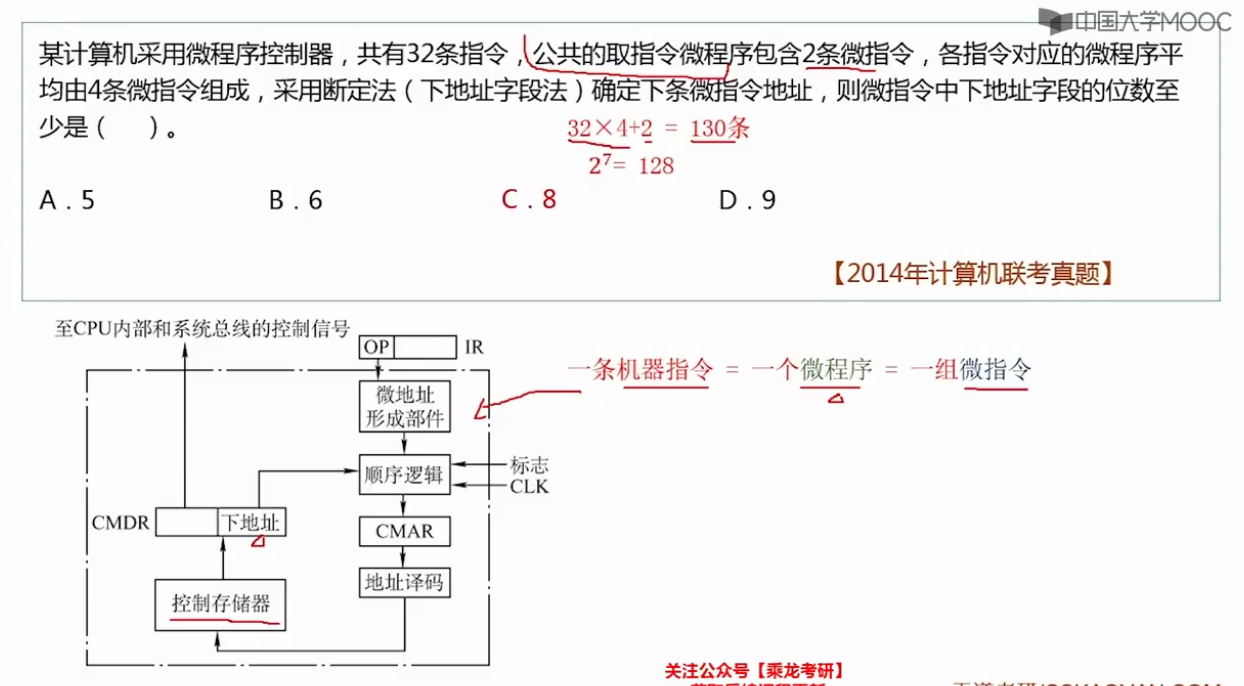 中国大学MOOC
某计算机采用微程序控制器，共有32条指令，公共的取指令微程序包含2条微指令，各指令对应的微程序平
均由4条微指令组成，采用断定法（下地址字段法）确定下条微指令地址，则微指令中下地址字段的位数至
少是（ ）。
32×4+2 = 130条
2⁷= 128
A．5 B．6 C．8 D．9
【2014年计算机联考真题】
至CPU内部和系统总线的控制信号
OP IR
一条机器指令 = 一个微程序 = 一组微指令
微地址
形成部件
顺序逻辑
标志
CLK
CMDR 下地址
CMAR
地址译码
控制存储器
关注公众号【乘龙考研】